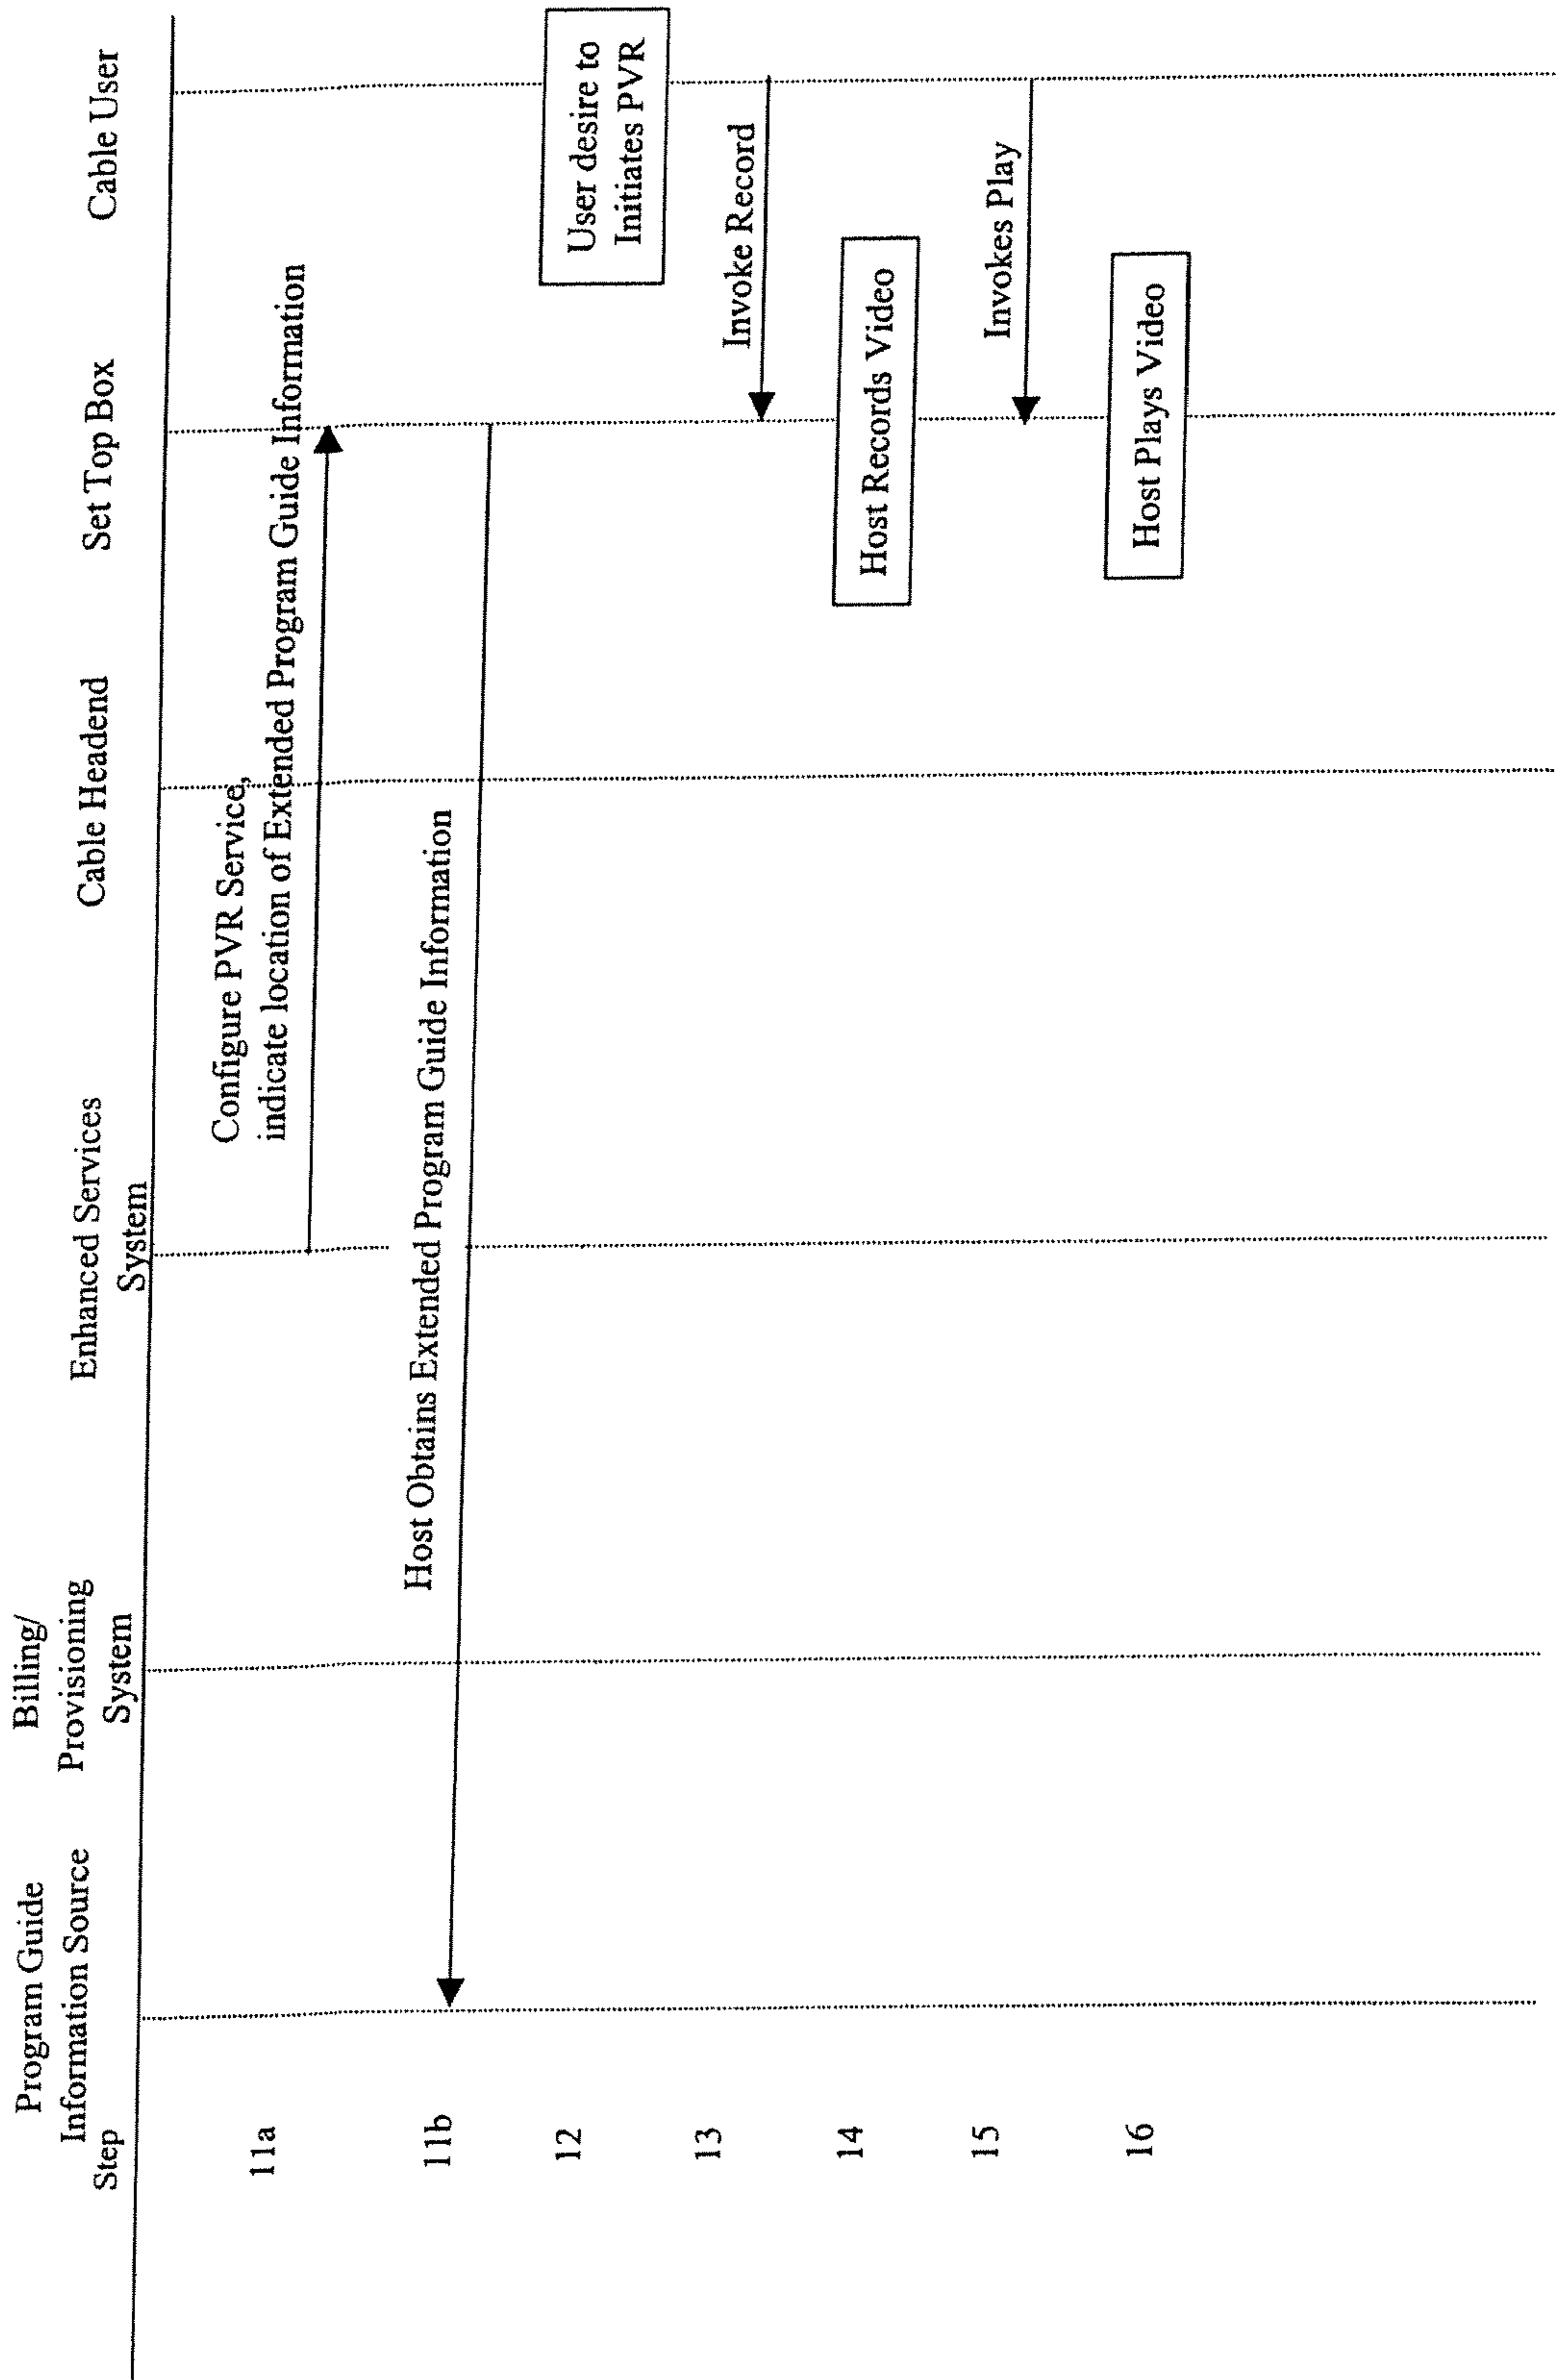 Step
Program Guide
Information Source
Billing/
Provisioning
System
Enhanced Services
System
Cable Headend
Set Top Box
Cable User
11a
Configure PVR Service,
indicate location of Extended Program Guide Information
11b
Host Obtains Extended Program Guide Information
12
User desire to
Initiates PVR
13
Invoke Record
14
Host Records Video
15
Invokes Play
16
Host Plays Video